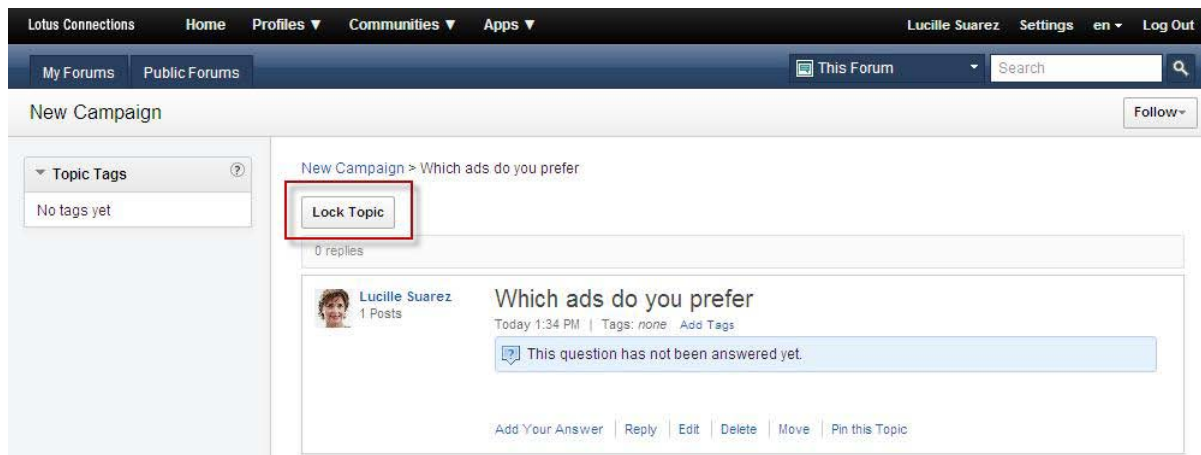 Lotus Connections Home Profiles ▼ Communities ▼ Apps ▼ Lucille Suarez Settings en Log Out
My Forums Public Forums This Forum Search
New Campaign Follow
Topic Tags ?
No tags yet
New Campaign > Which ads do you prefer
Lock Topic
0 replies
Lucille Suarez
1 Posts
Which ads do you prefer
Today 1:34 PM | Tags: none Add Tags
? This question has not been answered yet.
Add Your Answer | Reply | Edit | Delete | Move | Pin this Topic